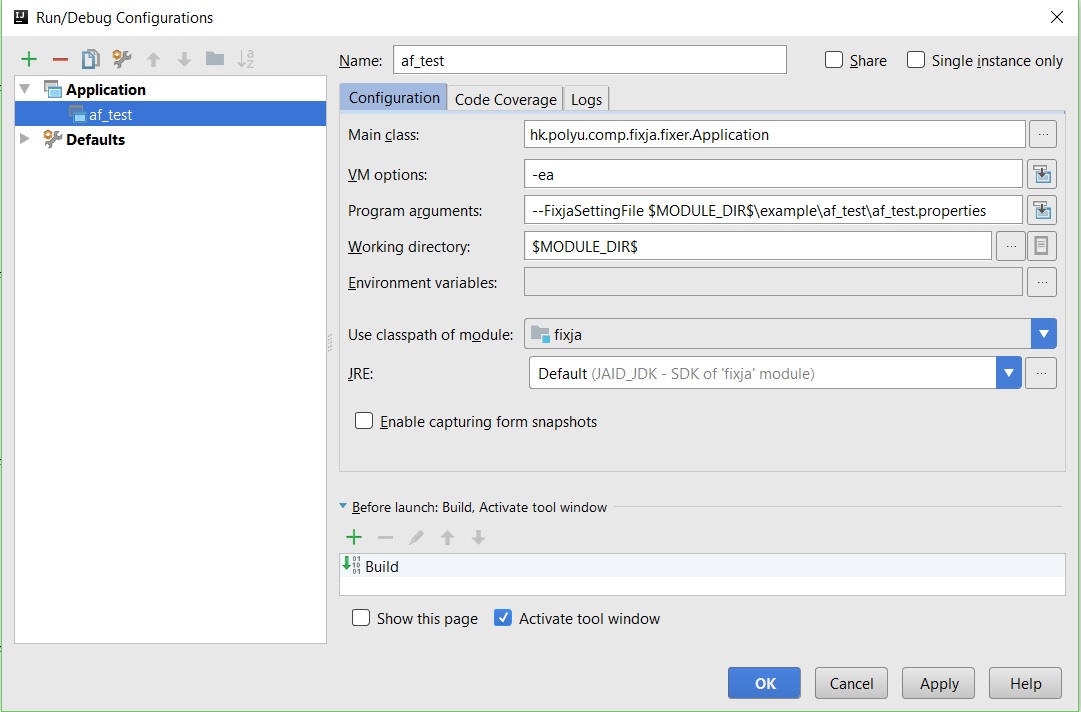 Run/Debug Configurations
Name: af_test Share Single instance only
Application
af_test
Defaults
Configuration Code Coverage Logs
Main class: hk.polyu.comp.fixja.fixer.Application ...
VM options: -ea
Program arguments: --FixjaSettingFile $MODULE_DIR$\example\af_test\af_test.properties
Working directory: $MODULE_DIR$ ...
Environment variables: ...
Use classpath of module: fixja
JRE: Default (JAID_JDK - SDK of 'fixja' module) ...
Enable capturing form snapshots
Before launch: Build, Activate tool window
Build
Show this page Activate tool window
OK Cancel Apply Help